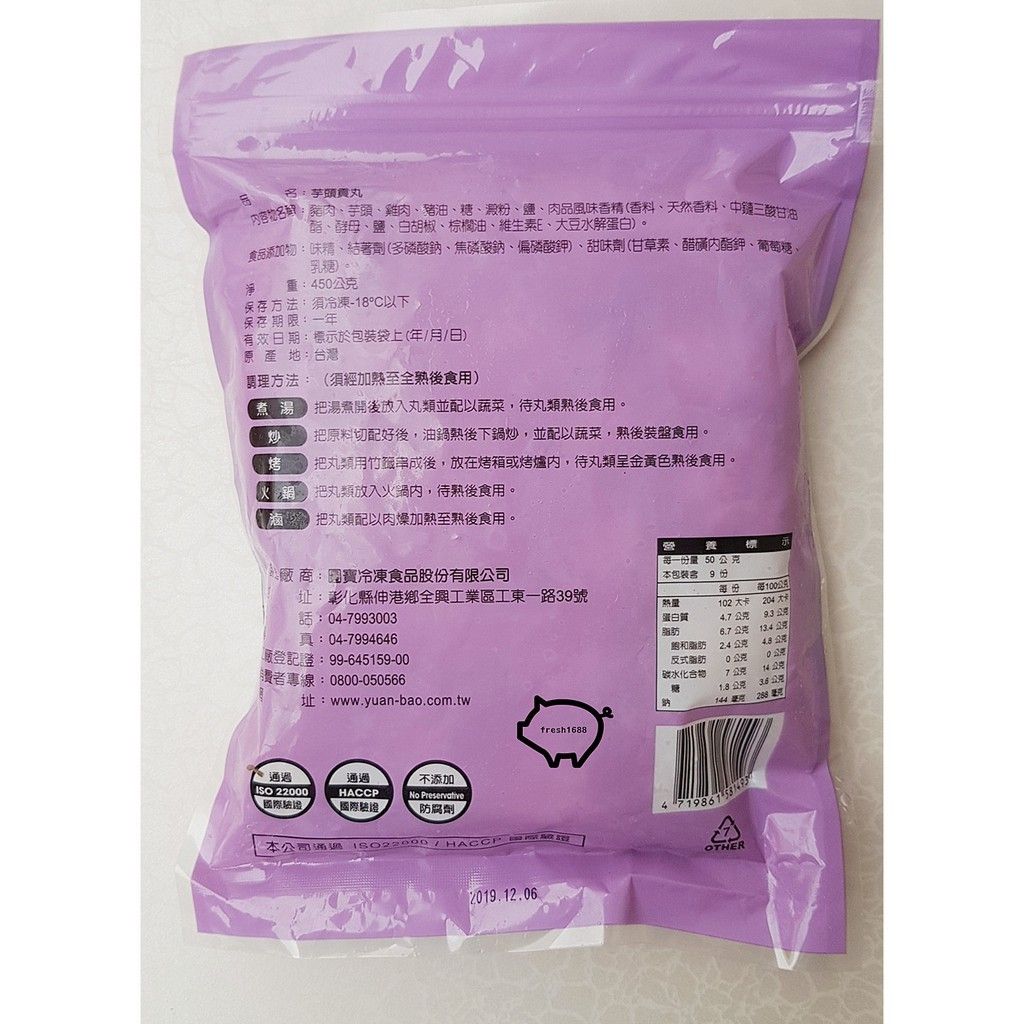 品 名：芋頭貢丸
內容物名稱：豬肉、芋頭、雞肉、豬油、糖、澱粉、鹽、肉品風味香精(香料、天然香料、中鏈三酸甘油
酯、酵母、鹽、白胡椒、棕櫚油、維生素E、大豆水解蛋白)。
食品添加物：味精、結著劑(多磷酸鈉、焦磷酸鈉、偏磷酸鉀)、甜味劑(甘草素、醋磺內酯鉀、葡萄糖、
乳糖)。
淨 重：450公克
保存方法：須冷凍-18°C以下
保存期限：一年
有效日期：標示於包裝袋上(年/月/日)
原 產 地：台灣
調理方法：（須經加熱至全熟後食用）
煮 湯 把湯煮開後放入丸類並配以蔬菜，待丸類熟後食用。
炒 把原料切配好後，油鍋熱後下鍋炒，並配以蔬菜，熟後裝盤食用。
烤 把丸類用竹籤串成後，放在烤箱或烤爐內，待丸類呈金黃色熟後食用。
火 鍋 把丸類放入火鍋內，待熟後食用。
滷 把丸類配以肉燥加熱至熟後食用。
廠 商：圓寶冷凍食品股份有限公司
址：彰化縣伸港鄉全興工業區工東一路39號
話：04-7993003
真：04-7994646
廠登記證：99-645159-00
消費者專線：0800-050566
址：www.yuan-bao.com.tw
營 養 標 示
每一份量 50 公克
本包裝含 9 份
每份 每100公克
熱量 102 大卡 204 大卡
蛋白質 4.7 公克 9.3 公克
脂肪 6.7 公克 13.4 公克
飽和脂肪 2.4 公克 4.8 公克
反式脂肪 0 公克 0 公克
碳水化合物 7 公克 14 公克
糖 1.8 公克 3.6 公克
鈉 144 毫克 288 毫克
fresh1688
通過
ISO 22000
國際驗證
通過
HACCP
國際驗證
不添加
No Preservative
防腐劑
7
OTHER
本公司通過 ISO22000 / HACCP 國際驗證
2019.12.06